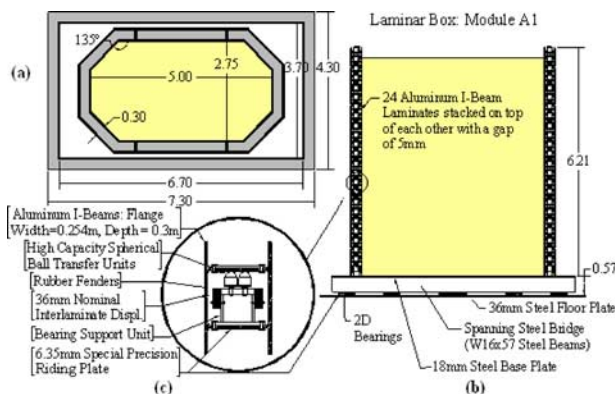 Laminar Box: Module A1
135°
(a)
5.00
2.75
3.70
4.30
0.30
6.70
7.30
24 Aluminum I-Beam
Laminates stacked on top
of each other with a gap
of 5mm
6.21
0.57
Aluminum I-Beams: Flange
Width=0.254m, Depth = 0.3m
High Capacity Spherical
Ball Transfer Units
Rubber Fenders
36mm Nominal
Interlaminate Displ.
Bearing Support Unit
6.35mm Special Precision
Riding Plate
(c)
2D
Bearings
36mm Steel Floor Plate
Spanning Steel Bridge
(W16x57 Steel Beams)
18mm Steel Base Plate
(b)